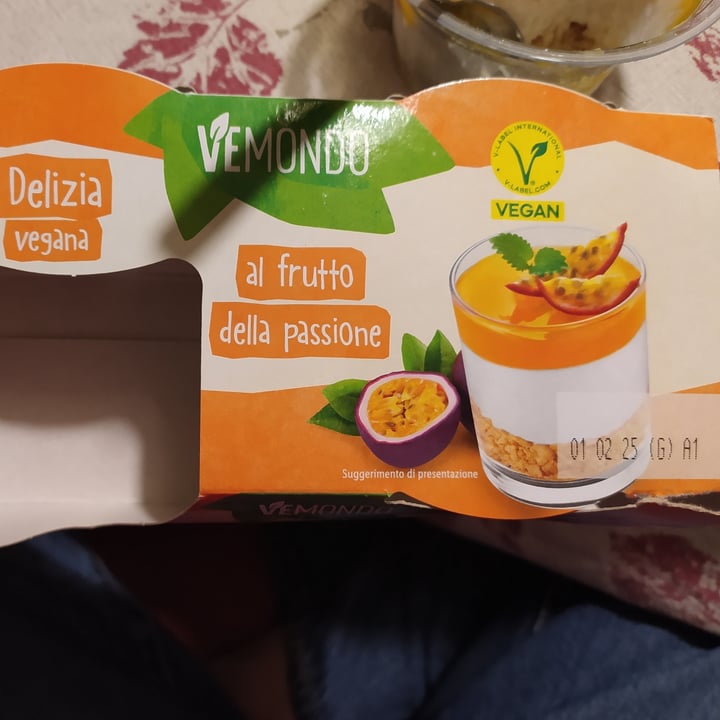 VEMONDO
Delizia
vegana
al frutto
della passione
V-LABEL INTERNATIONAL
V-LABEL.COM
VEGAN
Suggerimento di presentazione
01 02 25 (G) A1
VEMONDO